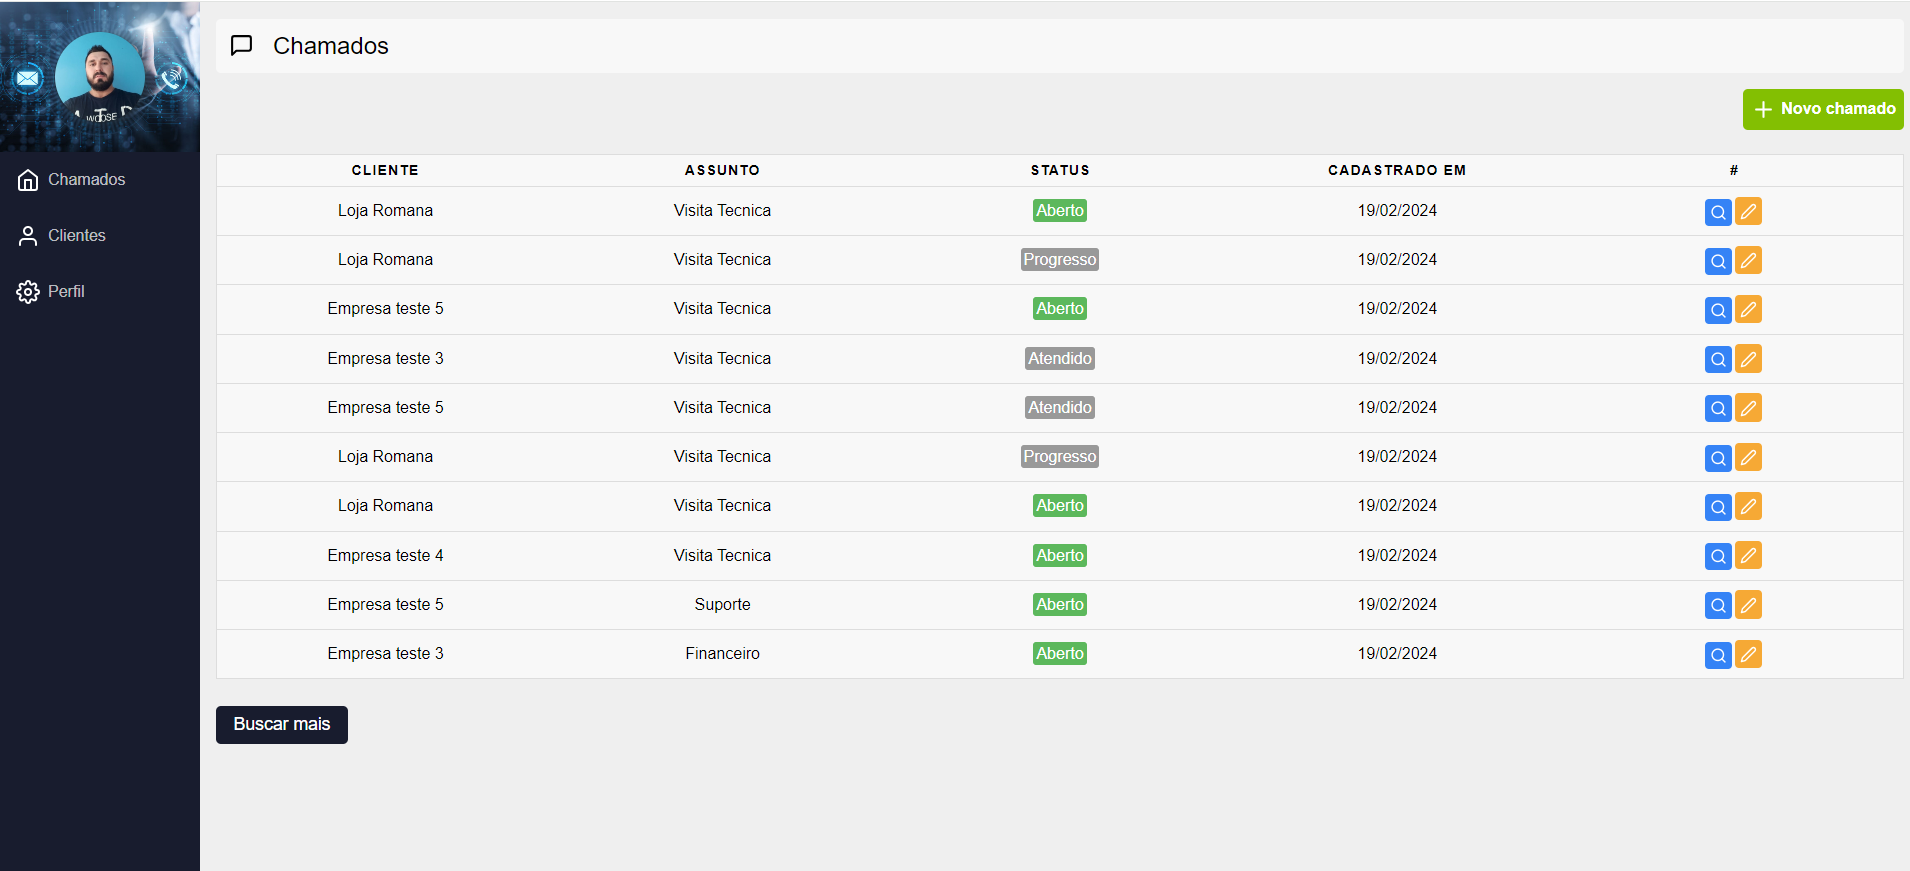 Chamados
Clientes
Perfil
Chamados
Novo chamado
CLIENTE ASSUNTO STATUS CADASTRADO EM #
Loja Romana Visita Tecnica Aberto 19/02/2024
Loja Romana Visita Tecnica Progresso 19/02/2024
Empresa teste 5 Visita Tecnica Aberto 19/02/2024
Empresa teste 3 Visita Tecnica Atendido 19/02/2024
Empresa teste 5 Visita Tecnica Atendido 19/02/2024
Loja Romana Visita Tecnica Progresso 19/02/2024
Loja Romana Visita Tecnica Aberto 19/02/2024
Empresa teste 4 Visita Tecnica Aberto 19/02/2024
Empresa teste 5 Suporte Aberto 19/02/2024
Empresa teste 3 Financeiro Aberto 19/02/2024
Buscar mais